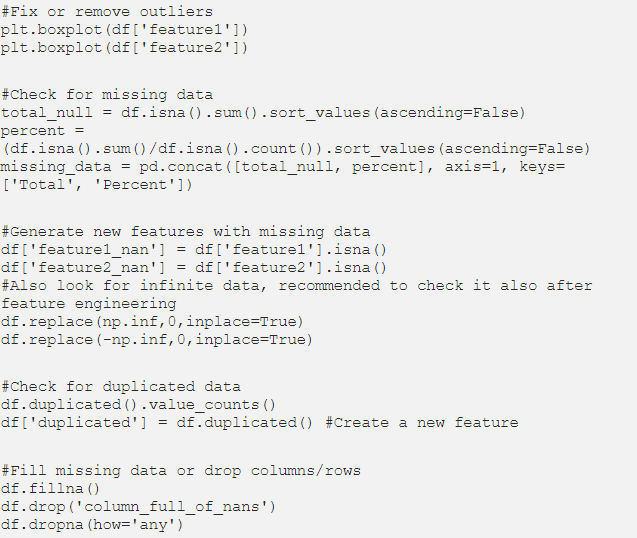 #Fix or remove outliers
plt.boxplot(df['feature1'])
plt.boxplot(df['feature2'])
#Check for missing data
total_null = df.isna().sum().sort_values(ascending=False)
percent =
(df.isna().sum()/df.isna().count()).sort_values(ascending=False)
missing_data = pd.concat([total_null, percent], axis=1, keys=
['Total', 'Percent'])
#Generate new features with missing data
df['feature1_nan'] = df['feature1'].isna()
df['feature2_nan'] = df['feature2'].isna()
#Also look for infinite data, recommended to check it also after
feature engineering
df.replace(np.inf,0,inplace=True)
df.replace(-np.inf,0,inplace=True)
#Check for duplicated data
df.duplicated().value_counts()
df['duplicated'] = df.duplicated() #Create a new feature
#Fill missing data or drop columns/rows
df.fillna()
df.drop('column_full_of_nans')
df.dropna(how='any')